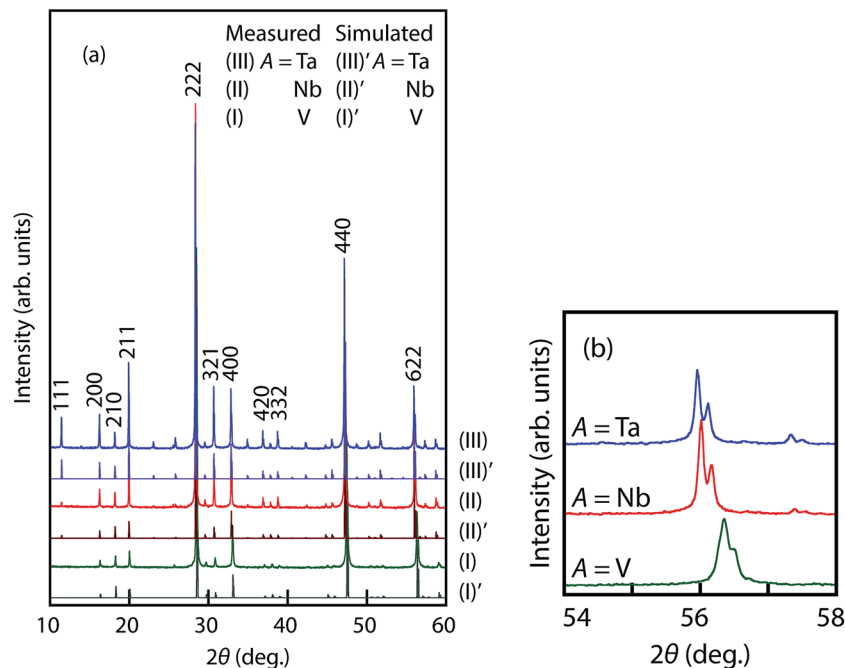 (a)
Measured Simulated
(III) A = Ta (III)′ A = Ta
(II) Nb (II)′ Nb
(I) V (I)′ V
222
440
211
321
400
622
111
200
210
420
332
(III)
(III)′
(II)
(II)′
(I)
(I)′
Intensity (arb. units)
10 20 30 40 50 60
2θ (deg.)
(b)
A = Ta
A = Nb
A = V
Intensity (arb. units)
54 56 58
2θ (deg.)